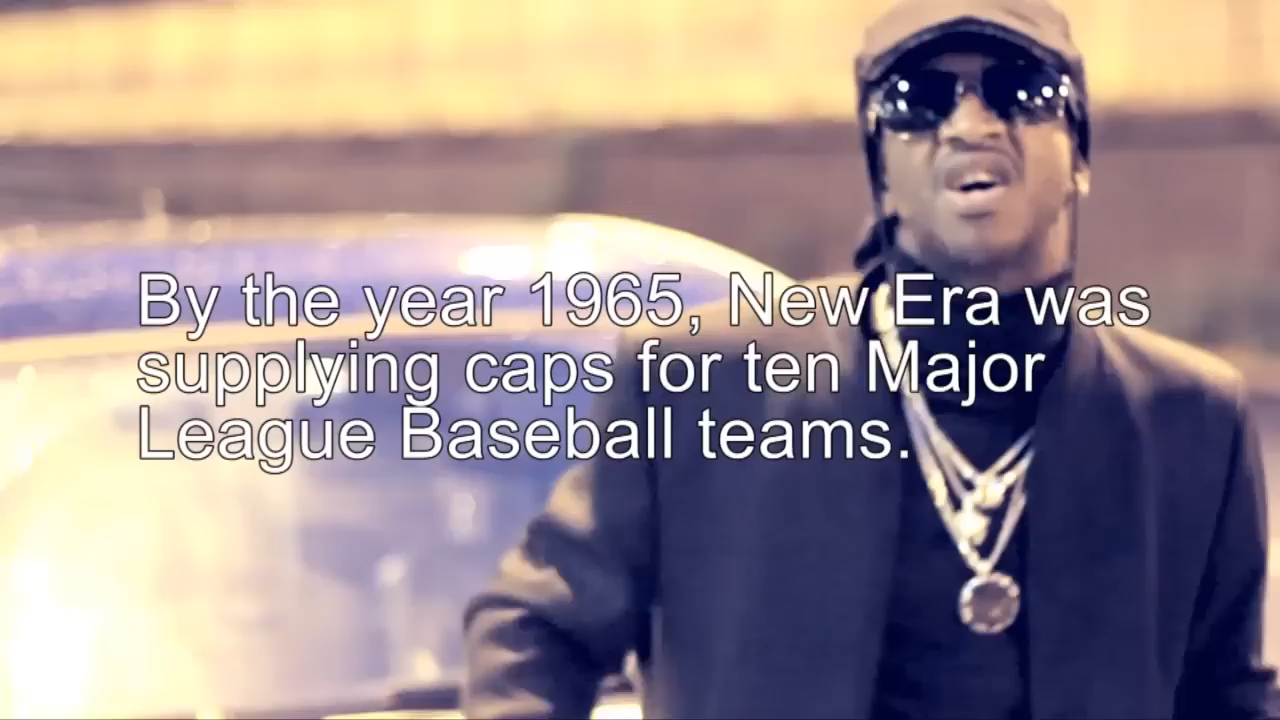 By the year 1965, New Era was
supplying caps for ten Major
League Baseball teams.